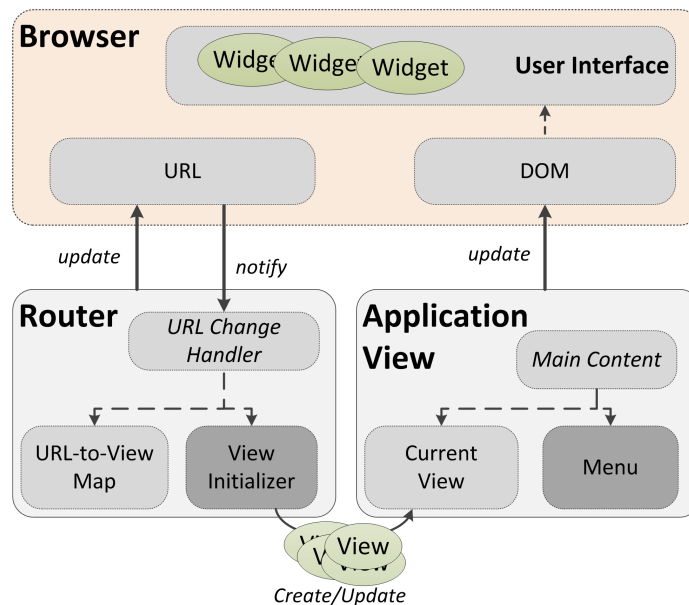 Browser
Widge
Widge
Widget
User Interface
URL
DOM
update
notify
update
Router
URL Change
Handler
URL-to-View
Map
View
Initializer
Application
View
Main Content
Current
View
Menu
View
Create/Update